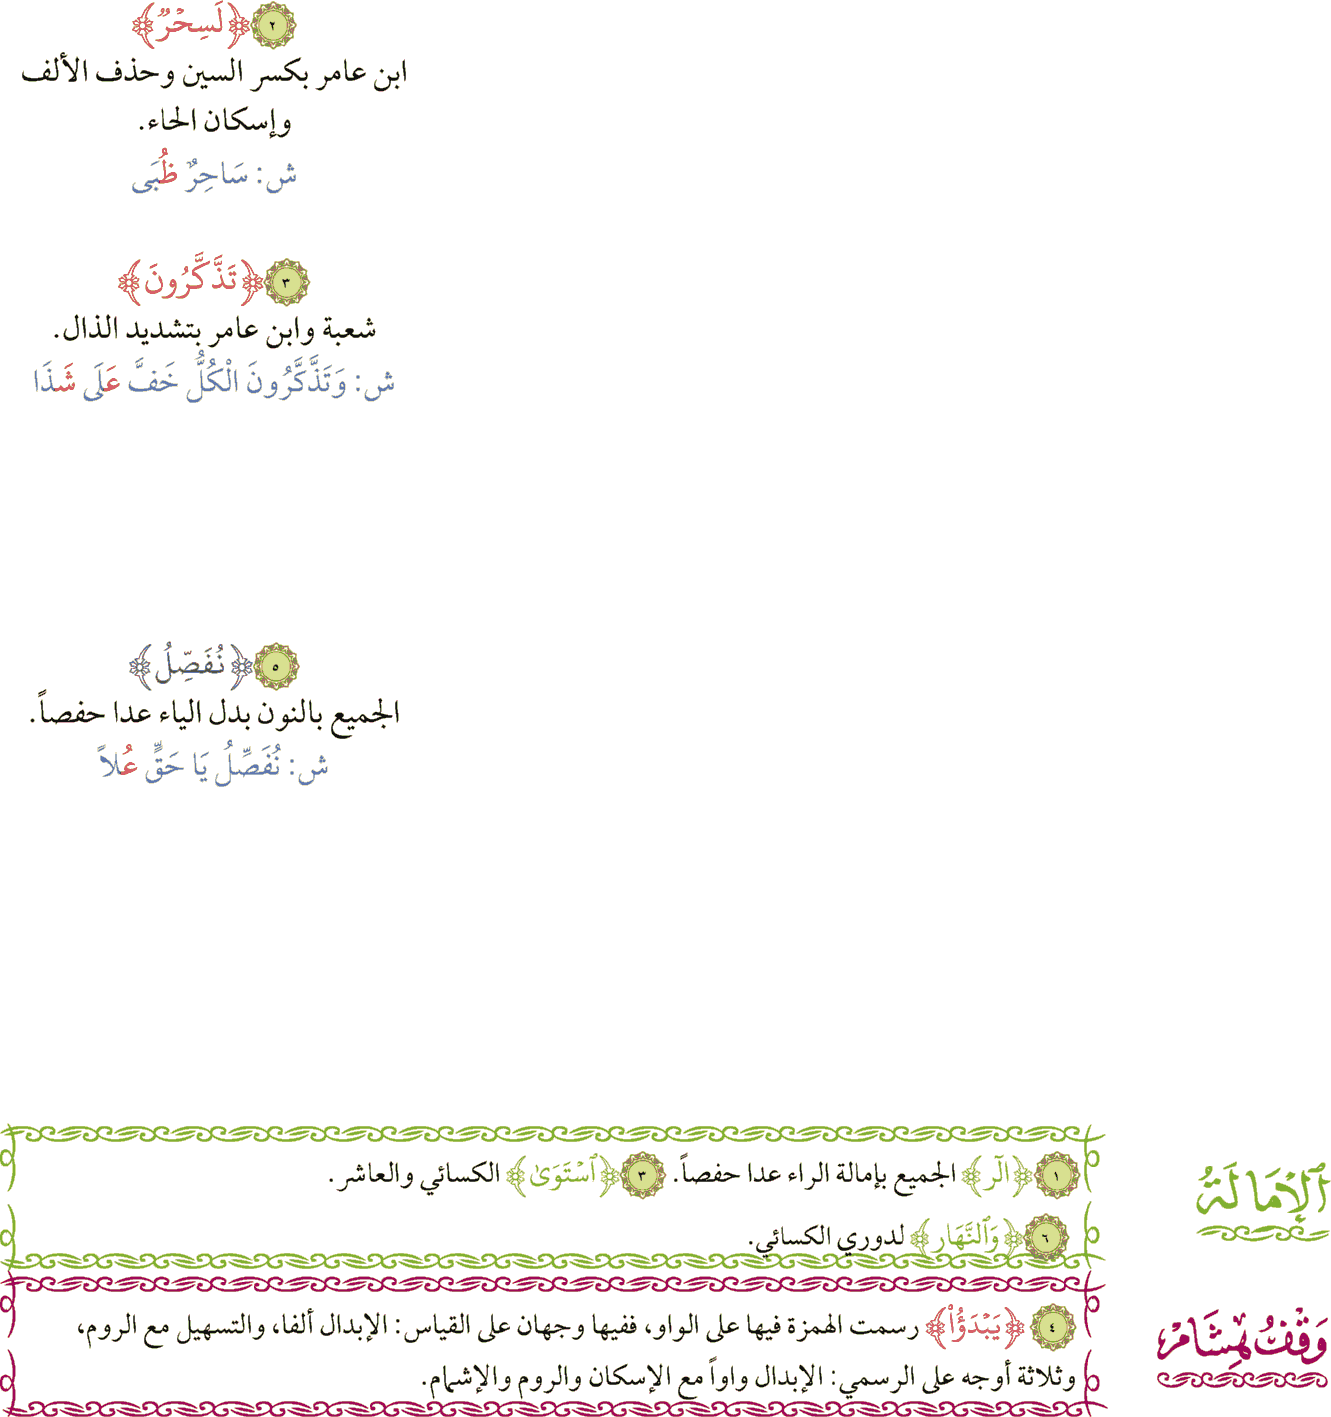 ٢ ﴿لَسِحْرٌ﴾
ابن عامر بكسر السين وحذف الألف
وإسكان الحاء.
ش: سَاحِرٌ ظُبَى
٣ ﴿تَذَّكَّرُونَ﴾
شعبة وابن عامر بتشديد الذال.
ش: وَتَذَّكَّرُونَ الْكُلُّ خَفَّ عَلَى شَذَا
٥ ﴿نُفَصِّلُ﴾
الجميع بالنون بدل الياء عدا حفصاً.
ش: نُفَصِّلُ يَا حَقٍّ عُلاً
ٱلْإِمَالَةُ
١ ﴿الٓر﴾ الجميع بإمالة الراء عدا حفصاً. ٣ ﴿ٱسْتَوَىٰ﴾ الكسائي والعاشر.
٦ ﴿وَٱلنَّهَارِ﴾ لدوري الكسائي.
وَقْفُ هِشَامْ
٤ ﴿يَبْدَؤُاْ﴾ رسمت الهمزة فيها على الواو، ففيها وجهان على القياس: الإبدال ألفا، والتسهيل مع الروم،
وثلاثة أوجه على الرسمي: الإبدال واواً مع الإسكان والروم والإشمام.